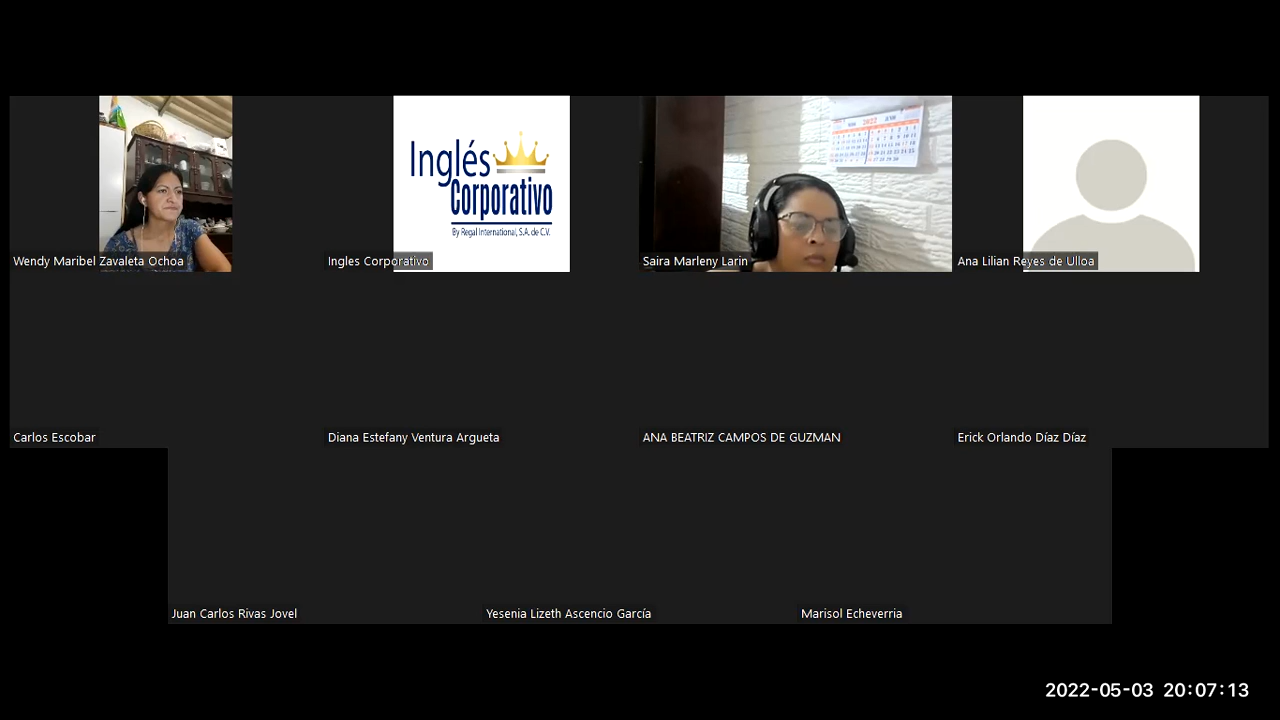 Inglés
Corporativo
By Regal International, S.A. de C.V.
2022
Wendy Maribel Zavaleta Ochoa
Ingles Corporativo
Saira Marleny Larin
Ana Lilian Reyes de Ulloa
Carlos Escobar
Diana Estefany Ventura Argueta
ANA BEATRIZ CAMPOS DE GUZMAN
Erick Orlando Díaz Díaz
Juan Carlos Rivas Jovel
Yesenia Lizeth Ascencio García
Marisol Echeverria
2022-05-03 20:07:13